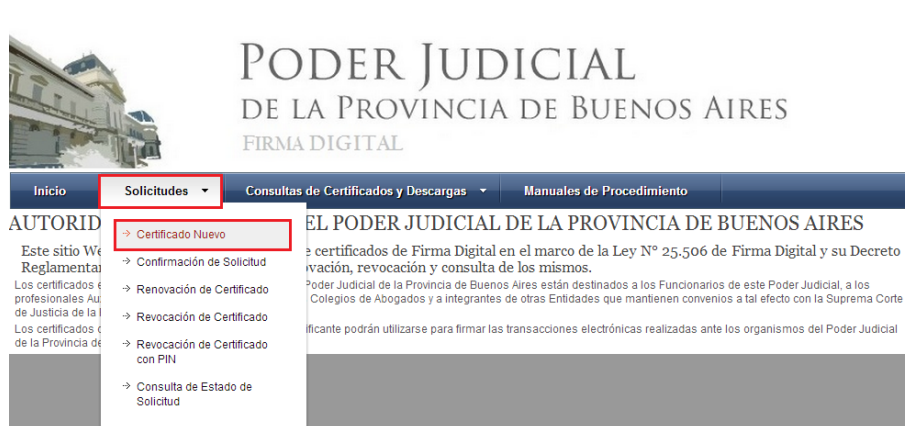 PODER JUDICIAL
DE LA PROVINCIA DE BUENOS AIRES
FIRMA DIGITAL
Inicio Solicitudes Consultas de Certificados y Descargas Manuales de Procedimiento
AUTORID EL PODER JUDICIAL DE LA PROVINCIA DE BUENOS AIRES
Este sitio We e certificados de Firma Digital en el marco de la Ley Nº 25.506 de Firma Digital y su Decreto
Reglamentar vación, revocación y consulta de los mismos.
Los certificados e Poder Judicial de la Provincia de Buenos Aires están destinados a los Funcionarios de este Poder Judicial, a los
profesionales Au Colegios de Abogados y a integrantes de otras Entidades que mantienen convenios a tal efecto con la Suprema Corte
de Justicia de la
Los certificados ificante podrán utilizarse para firmar las transacciones electrónicas realizadas ante los organismos del Poder Judicial
de la Provincia de
→ Certificado Nuevo
→ Confirmación de Solicitud
→ Renovación de Certificado
→ Revocación de Certificado
→ Revocación de Certificado
con PIN
→ Consulta de Estado de
Solicitud